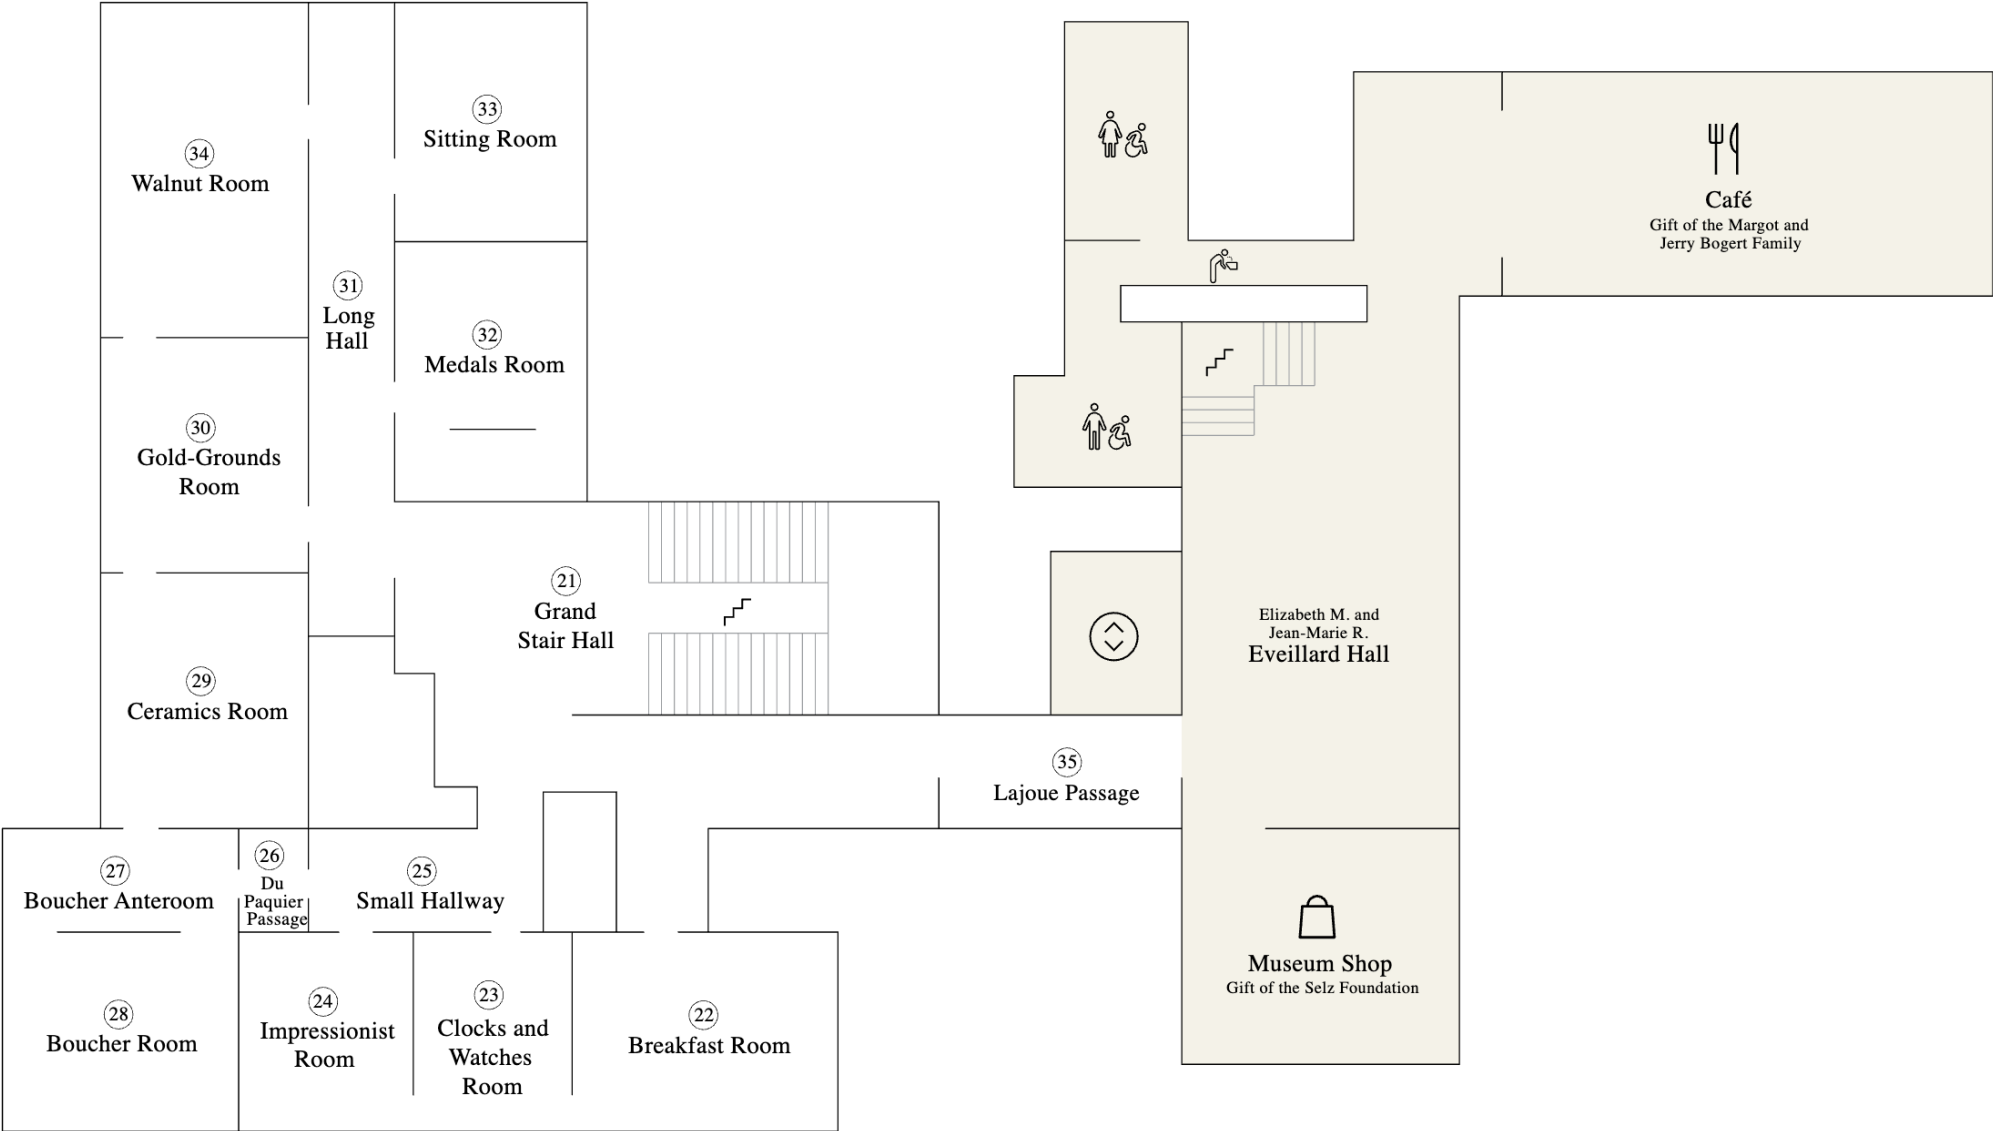 33
Sitting Room
34
Walnut Room
Café
Gift of the Margot and
Jerry Bogert Family
31
Long
Hall
32
Medals Room
30
Gold-Grounds
Room
21
Grand
Stair Hall
Elizabeth M. and
Jean-Marie R.
Eveillard Hall
29
Ceramics Room
35
Lajoue Passage
27
Boucher Anteroom
26
Du
Paquier
Passage
25
Small Hallway
Museum Shop
Gift of the Selz Foundation
28
Boucher Room
24
Impressionist
Room
23
Clocks and
Watches
Room
22
Breakfast Room